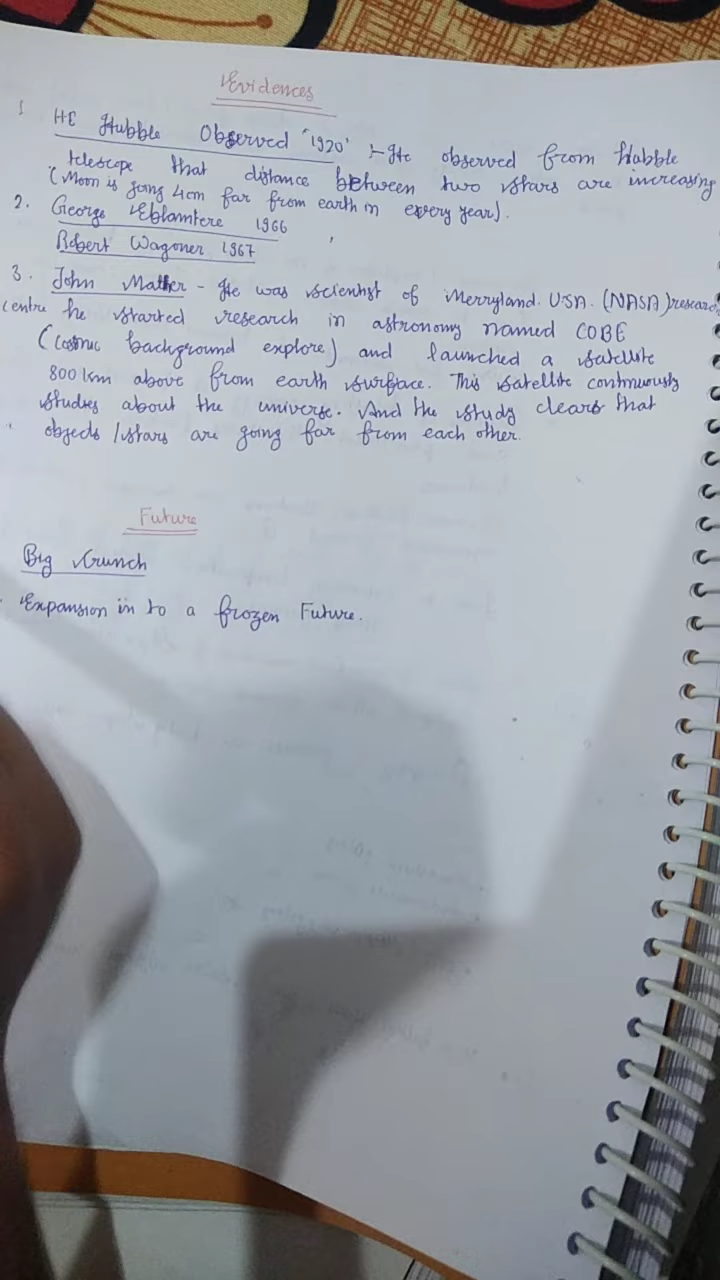 Evidences
1 HE Hubble Observed '1920' :- He observed from Hubble
telescope that distance between two stars are increasing
(Moon is going 4cm far from earth in every year).
2. George 1966
Robert Wagoner 1967
3. John Mather - He was scientist of Merryland. U.S.A. (NASA) researc
centre he started research in astronomy named COBE
(cosmic background explore) and launched a satellite
800 km above from earth surface. This satellite continuously
studies about the universe. And the study clears that
objects / stars are going far from each other.
Future
Big Crunch
Expansion in to a frozen Future.